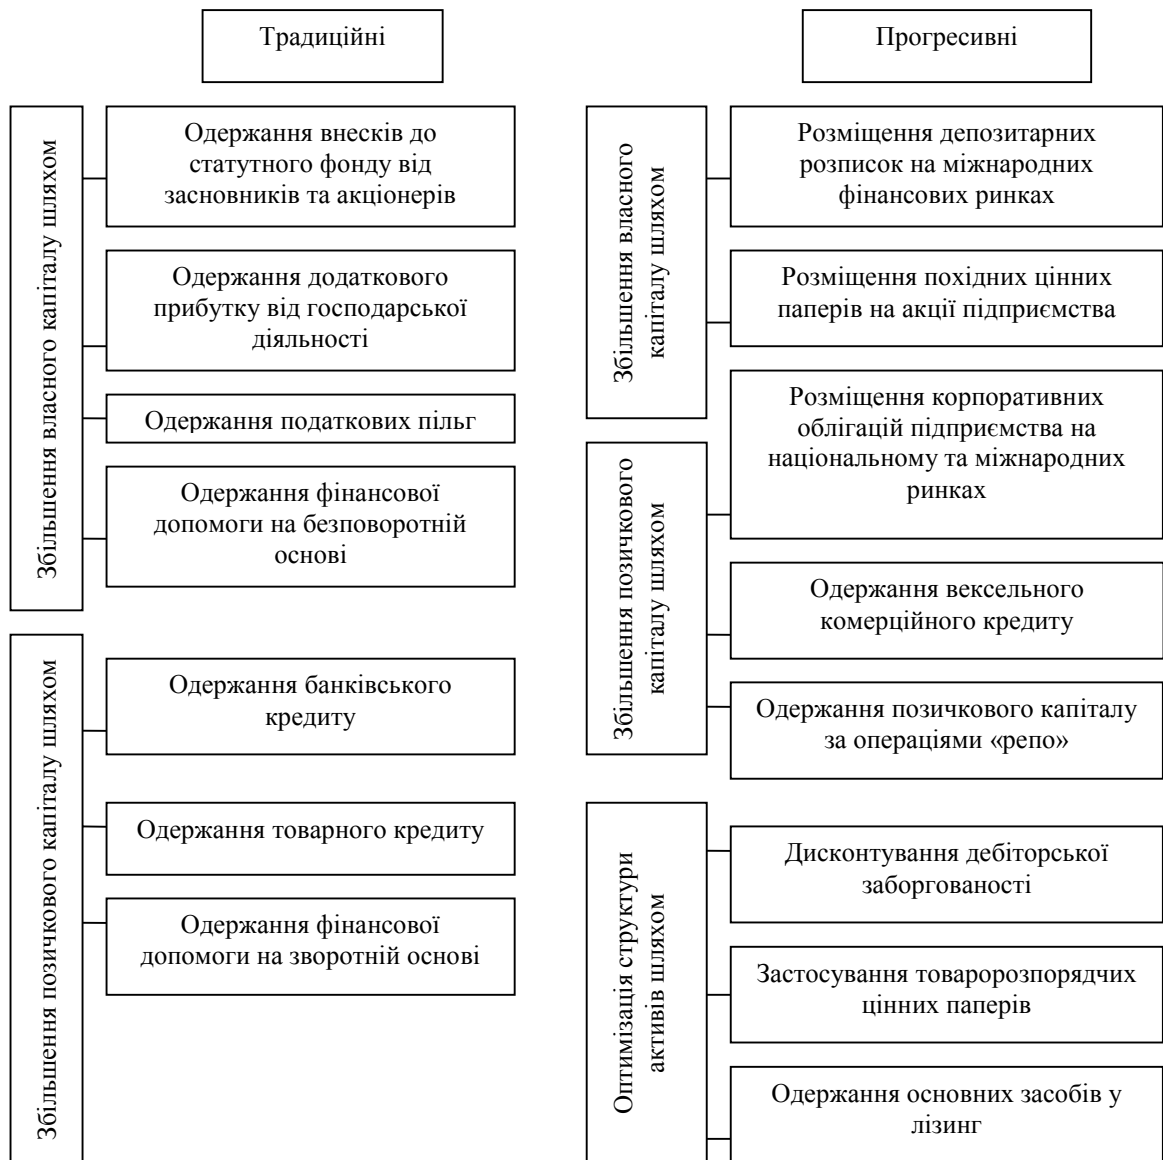 Традиційні
Збільшення власного капіталу шляхом
Одержання внесків до
статутного фонду від
засновників та акціонерів
Одержання додаткового
прибутку від господарської
діяльності
Одержання податкових пільг
Одержання фінансової
допомоги на безповоротній
основі
Збільшення позичкового капіталу шляхом
Одержання банківського
кредиту
Одержання товарного кредиту
Одержання фінансової
допомоги на зворотній основі
Прогресивні
Збільшення власного
капіталу шляхом
Розміщення депозитарних
розписок на міжнародних
фінансових ринках
Розміщення похідних цінних
паперів на акції підприємства
Збільшення позичкового
капіталу шляхом
Розміщення корпоративних
облігацій підприємства на
національному та міжнародних
ринках
Одержання вексельного
комерційного кредиту
Одержання позичкового капіталу
за операціями «репо»
Оптимізація структури
активів шляхом
Дисконтування дебіторської
заборгованості
Застосування товаророзпорядчих
цінних паперів
Одержання основних засобів у
лізинг